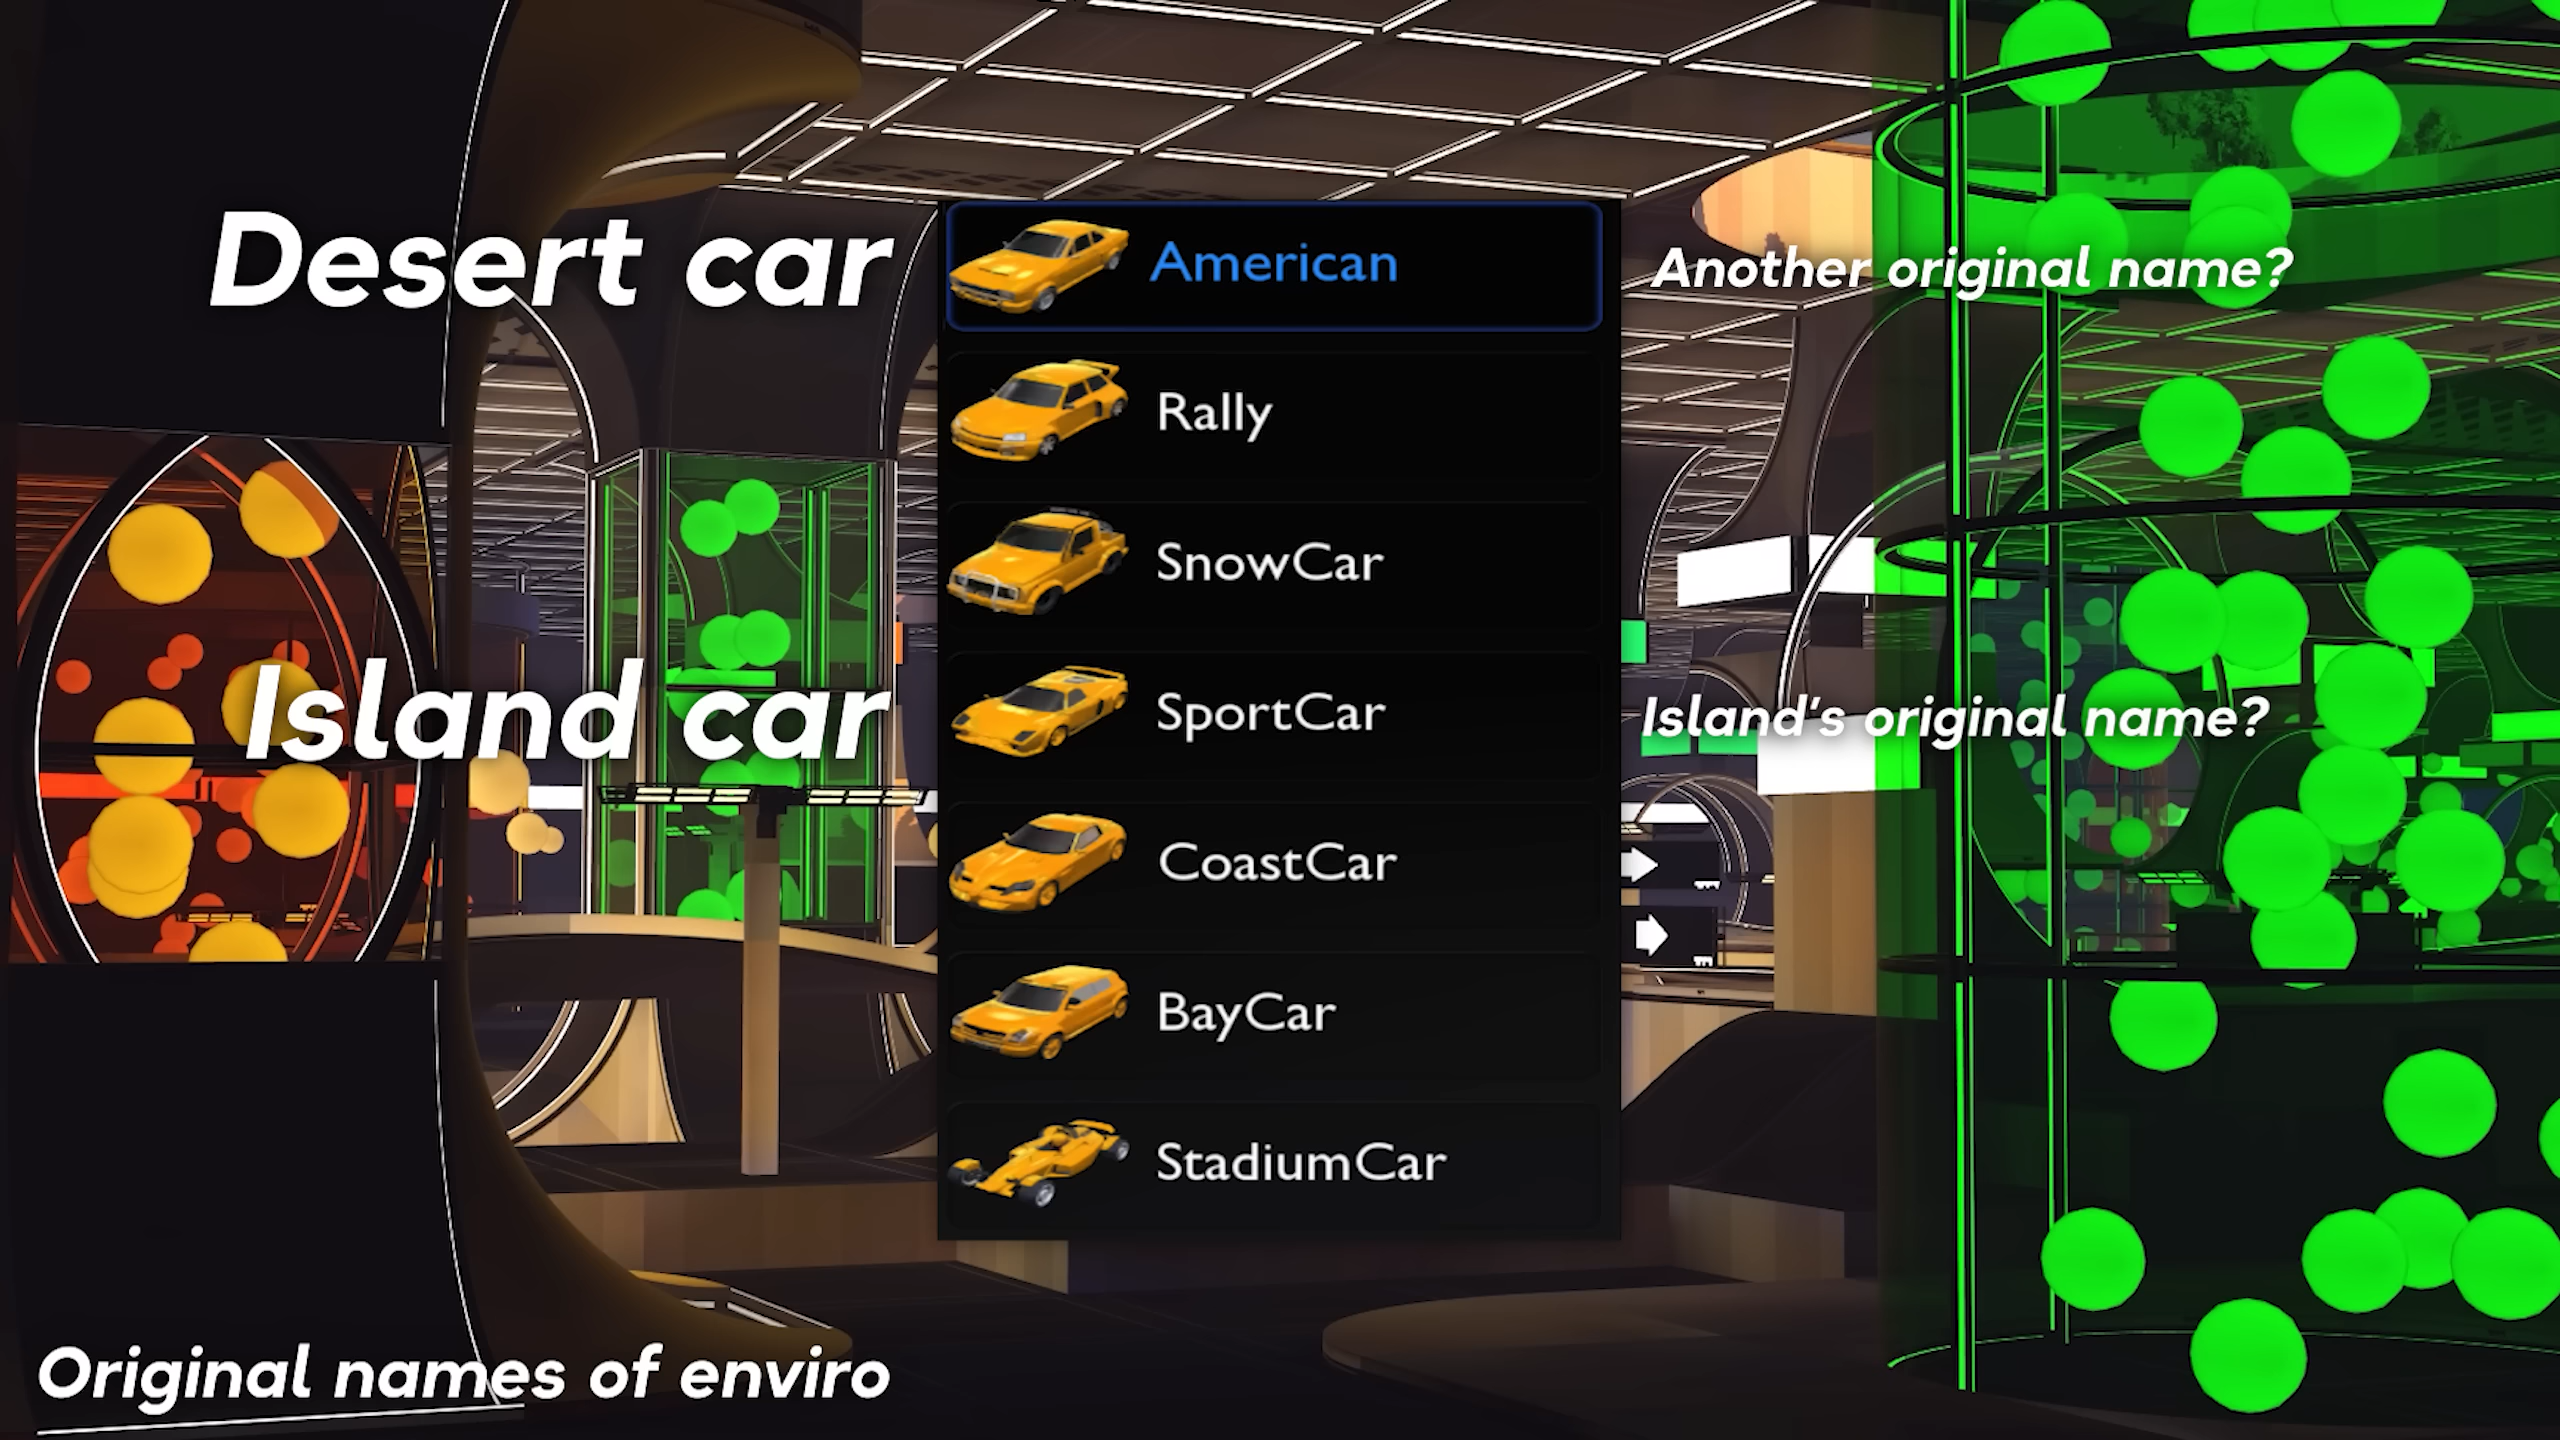 Desert car
American
Another original name?
Rally
SnowCar
Island car
SportCar
Island's original name?
CoastCar
BayCar
StadiumCar
Original names of enviro